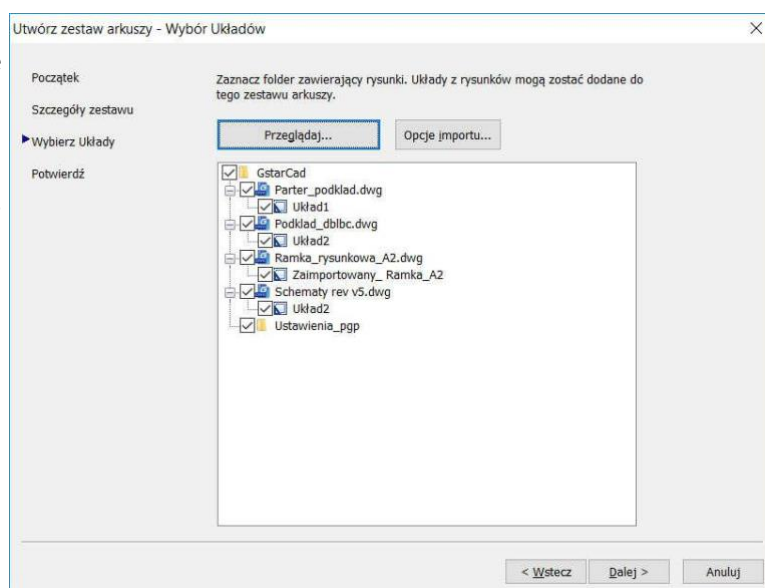 Utwórz zestaw arkuszy - Wybór Układów
Początek
Szczegóły zestawu
Wybierz Układy
Potwierdź
Zaznacz folder zawierający rysunki. Układy z rysunków mogą zostać dodane do
tego zestawu arkuszy.
Przeglądaj...
Opcje importu...
GstarCad
Parter_podklad.dwg
Układ1
Podklad_dblbc.dwg
Układ2
Ramka_rysunkowa_A2.dwg
Zaimportowany_ Ramka_A2
Schematy rev v5.dwg
Układ2
Ustawienia_pgp
< Wstecz
Dalej >
Anuluj